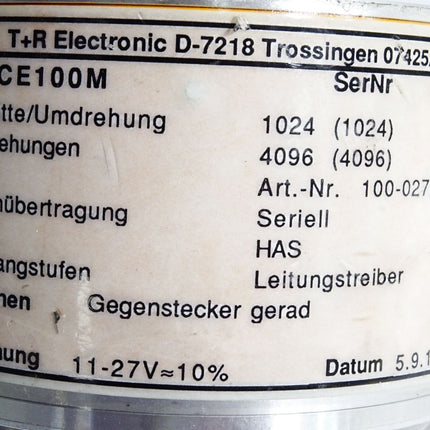 T+R Electronic D-7218 Trossingen 07425
CE100M SerNr
tte/Umdrehung 1024 (1024)
ehungen 4096 (4096)
Art.-Nr. 100-027
übertragung Seriell
HAS
angstufen Leitungstreiber
nen Gegenstecker gerad
nung 11-27V≈10% Datum 5.9.1